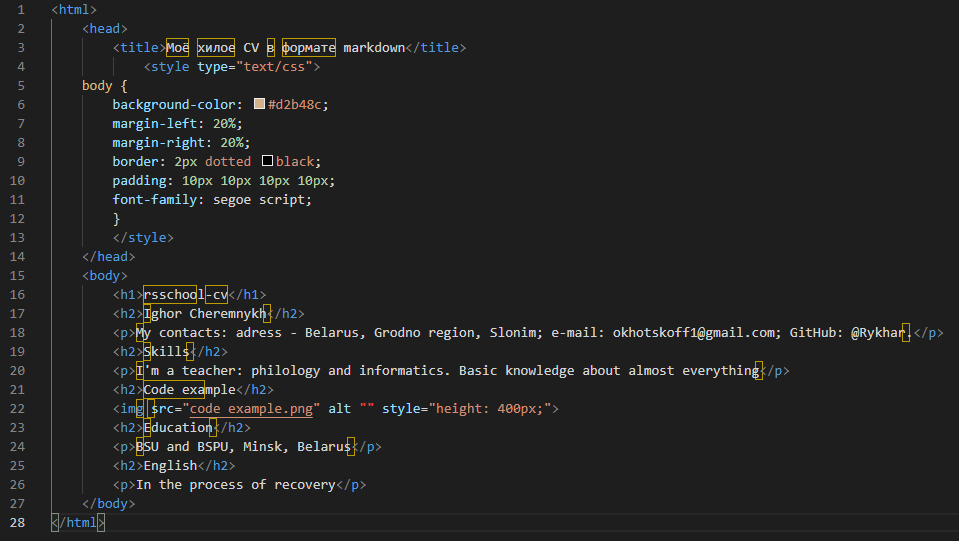 1 <html>
2 <head>
3 <title>Моё хилое CV в формате markdown</title>
4 <style type="text/css">
5 body {
6 background-color: #d2b48c;
7 margin-left: 20%;
8 margin-right: 20%;
9 border: 2px dotted black;
10 padding: 10px 10px 10px 10px;
11 font-family: segoe script;
12 }
13 </style>
14 </head>
15 <body>
16 <h1>rsschool-cv</h1>
17 <h2>Ighor Cheremnykh</h2>
18 <p>My contacts: adress - Belarus, Grodno region, Slonim; e-mail: okhotskoff1@gmail.com; GitHub: @Rykhar.</p>
19 <h2>Skills</h2>
20 <p>I'm a teacher: philology and informatics. Basic knowledge about almost everything</p>
21 <h2>Code example</h2>
22 <img src="code example.png" alt "" style="height: 400px;">
23 <h2>Education</h2>
24 <p>BSU and BSPU, Minsk, Belarus</p>
25 <h2>English</h2>
26 <p>In the process of recovery</p>
27 </body>
28 </html>